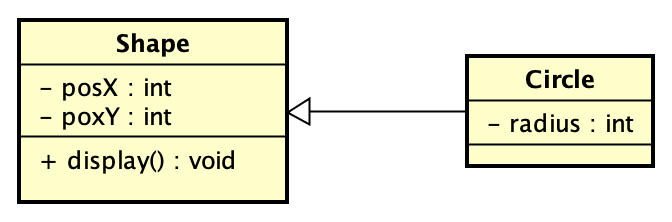 Shape
- posX : int
- poxY : int
+ display() : void
Circle
- radius : int